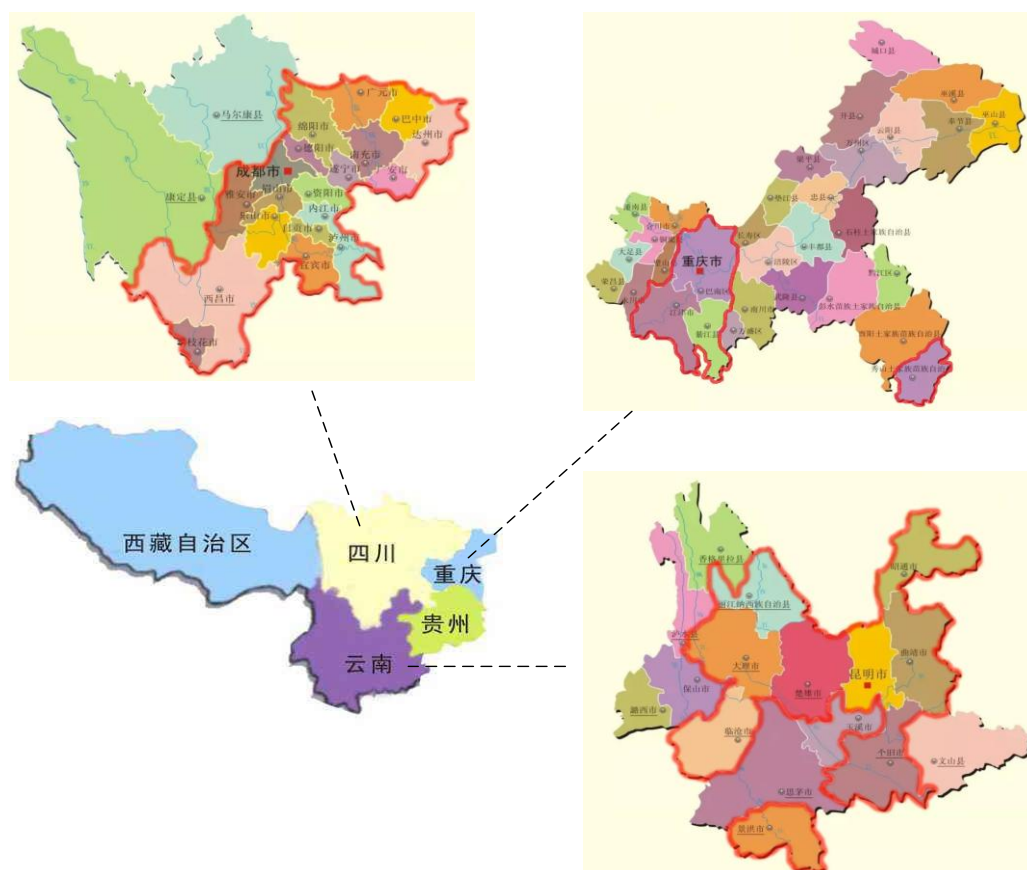 广元市
巴中市
马尔康县
绵阳市
达州市
德阳市
南充市
遂宁市
广安市
成都市
雅安市
眉山市
资阳市
康定县
内江市
乐山市
自贡市
泸州市
宜宾市
西昌市
攀枝花市
城口县
巫溪县
巫山县
开县
奉节县
云阳县
万州区
梁平县
忠县
垫江县
潼南县
合川市
石柱土家族自治县
铜梁县
长寿区
丰都县
大足县
重庆市
涪陵区
黔江区
荣昌县
巴南区
武隆县
永川市
彭水苗族土家族自治县
江津市
南川市
綦江县
万盛区
酉阳土家族苗族自治县
秀山土家族苗族自治
西藏自治区
四川
重庆
贵州
云南
香格里拉县
昭通市
丽江纳西族自治县
泸水县
大理市
曲靖市
保山市
昆明市
楚雄市
潞西市
玉溪市
临沧市
个旧市
文山县
思茅市
景洪市